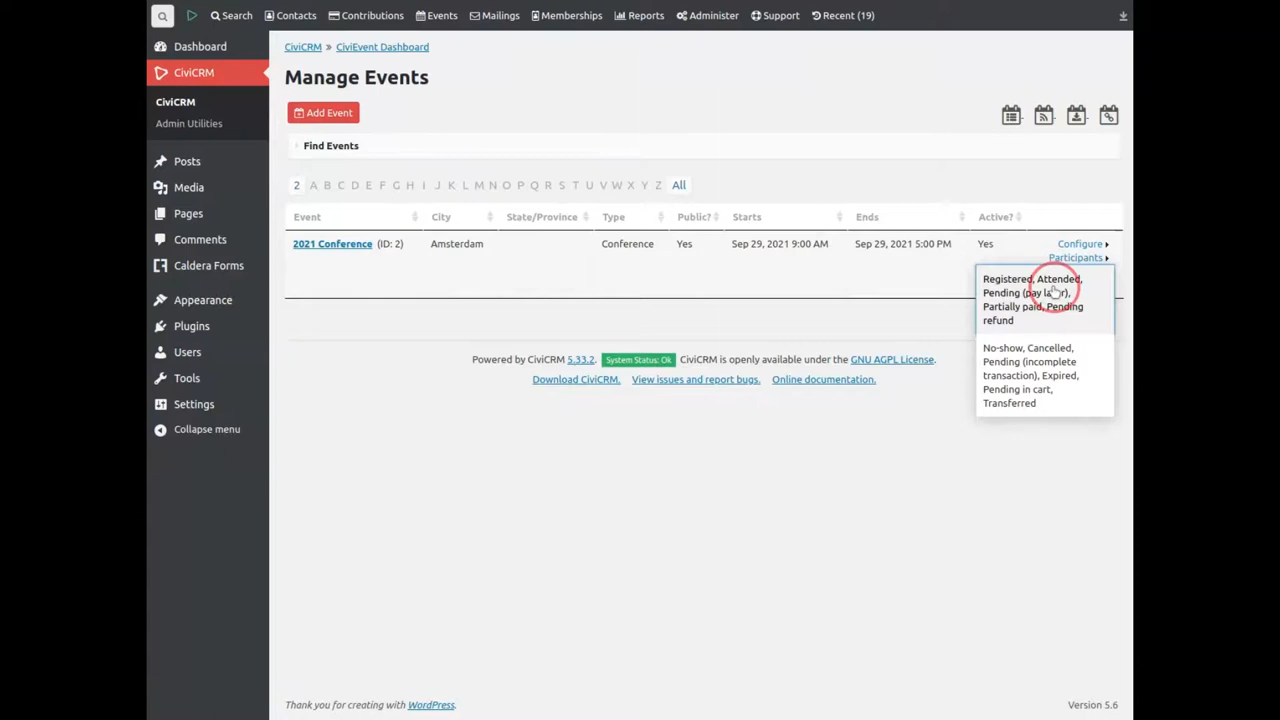 Search Contacts Contributions Events Mailings Memberships Reports Administer Support Recent (19)
Dashboard
CiviCRM
CiviCRM
Admin Utilities
Posts
Media
Pages
Comments
Caldera Forms
Appearance
Plugins
Users
Tools
Settings
Collapse menu
CiviCRM » CiviEvent Dashboard
Manage Events
Add Event
Find Events
2 A B C D E F G H I J K L M N O P Q R S T U V W X Y Z All
Event City State/Province Type Public? Starts Ends Active?
2021 Conference (ID: 2) Amsterdam Conference Yes Sep 29, 2021 9:00 AM Sep 29, 2021 5:00 PM Yes Configure
Participants
Registered, Attended,
Pending (pay later),
Partially paid, Pending
refund
No-show, Cancelled,
Pending (incomplete
transaction), Expired,
Pending in cart,
Transferred
Powered by CiviCRM 5.33.2. System Status: Ok CiviCRM is openly available under the GNU AGPL License.
Download CiviCRM. View issues and report bugs. Online documentation.
Thank you for creating with WordPress. Version 5.6